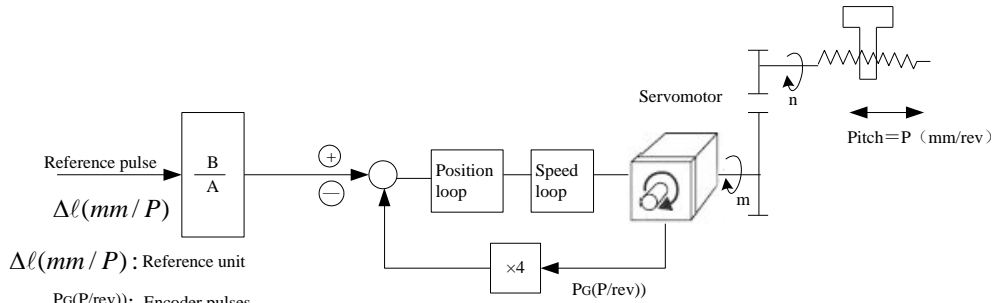 Servomotor
n
Pitch=P（mm/rev）
Reference pulse
B
A
+
−
Position
loop
Speed
loop
m
Δℓ(mm/P)
Δℓ(mm/P): Reference unit
×4
PG(P/rev))
PG(P/rev)): Encoder pulses